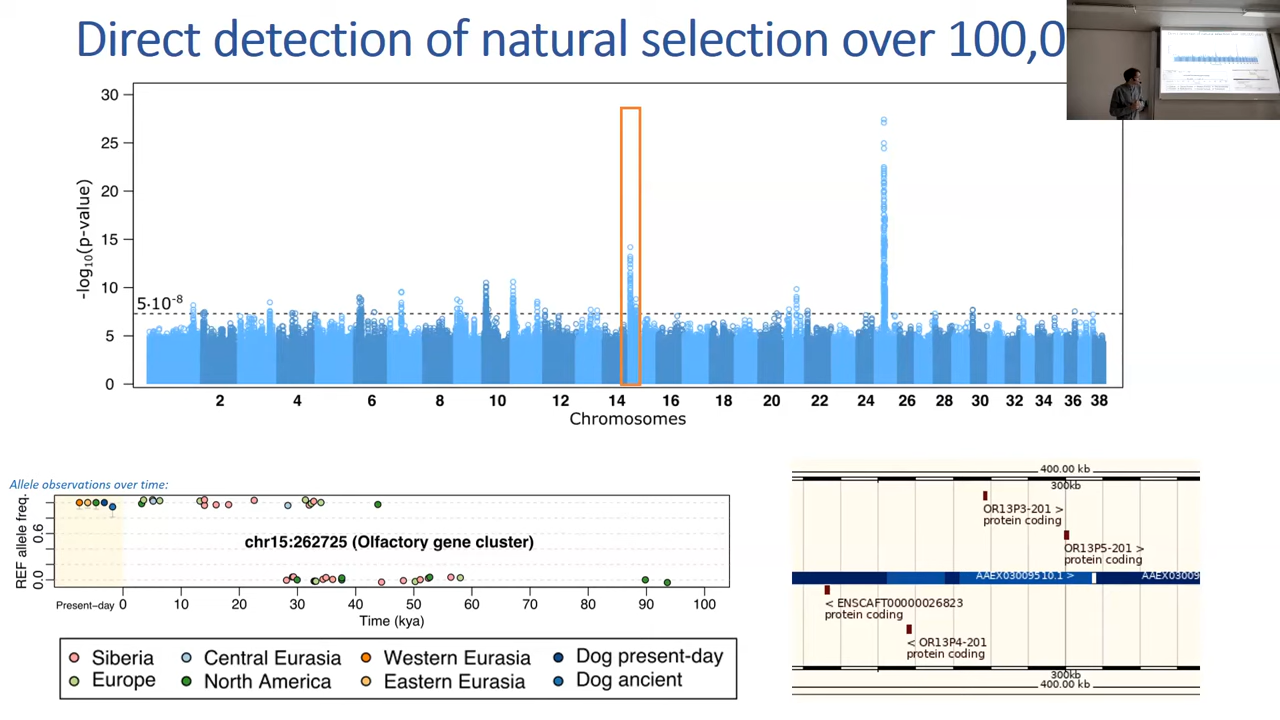 Direct detection of natural selection over 100,0
30
25
20
15
10
5
0
-log10(p-value)
5·10-8
2 4 6 8 10 12 14 16 18 20 22 24 26 28 30 32 34 36 38
Chromosomes
Allele observations over time:
REF allele freq.
0.6
0.0
chr15:262725 (Olfactory gene cluster)
Present-day 0 10 20 30 40 50 60 70 80 90 100
Time (kya)
Siberia Central Eurasia Western Eurasia Dog present-day
Europe North America Eastern Eurasia Dog ancient
400.00 kb
300kb
OR13P3-201 >
protein coding
OR13P5-201 >
protein coding
AAEX03009510.1 > AAEX03009
< ENSCAFT00000026823
protein coding
< OR13P4-201
protein coding
300kb
400.00 kb